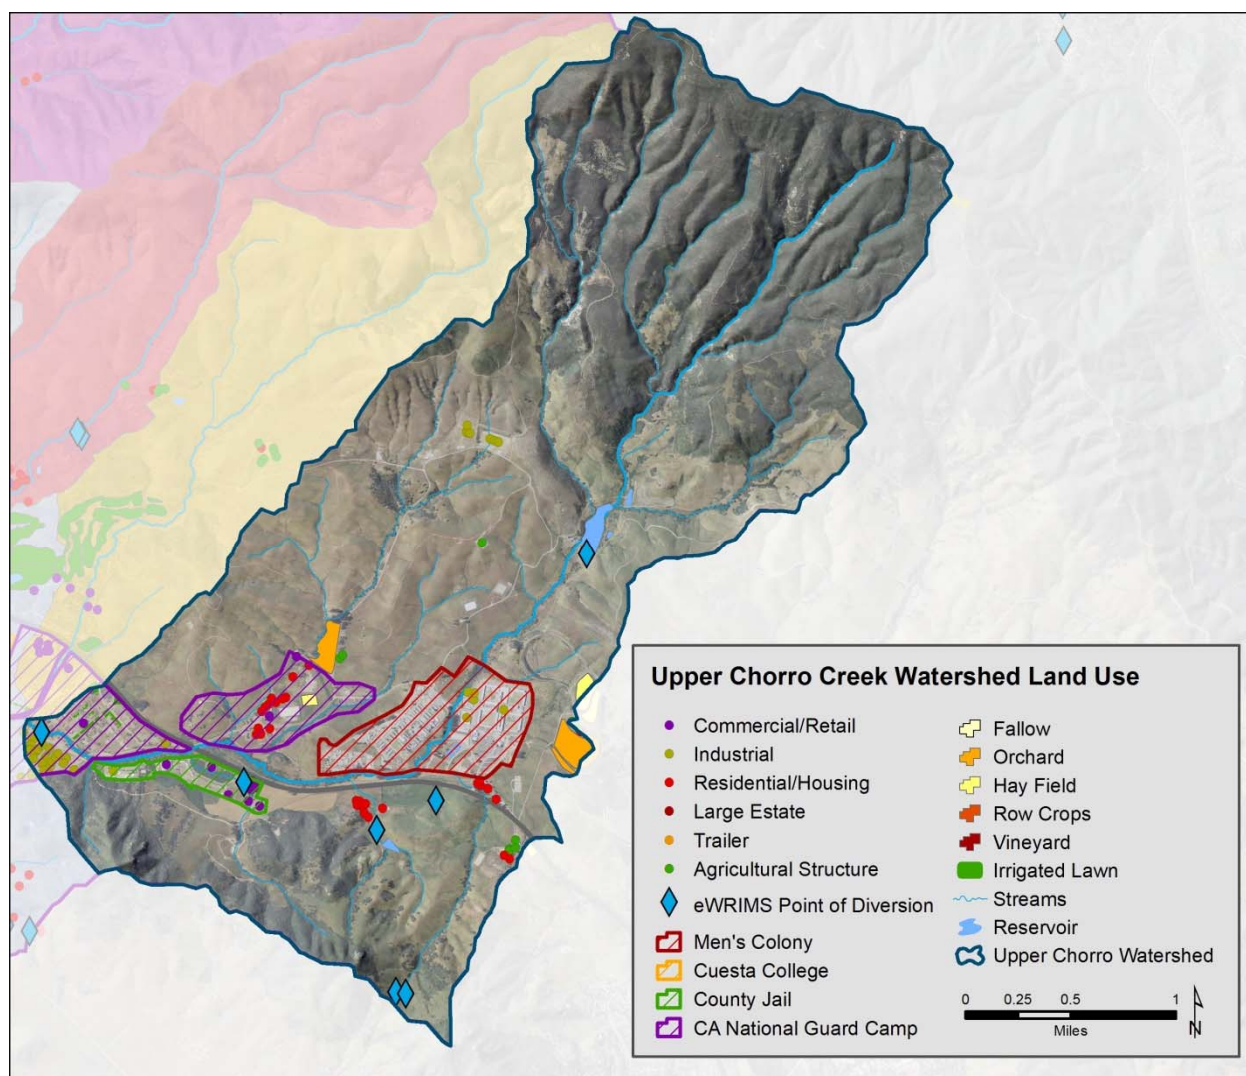 Upper Chorro Creek Watershed Land Use
Commercial/Retail
Industrial
Residential/Housing
Large Estate
Trailer
Agricultural Structure
eWRIMS Point of Diversion
Men's Colony
Cuesta College
County Jail
CA National Guard Camp
Fallow
Orchard
Hay Field
Row Crops
Vineyard
Irrigated Lawn
Streams
Reservoir
Upper Chorro Watershed
0 0.25 0.5 1
Miles
N